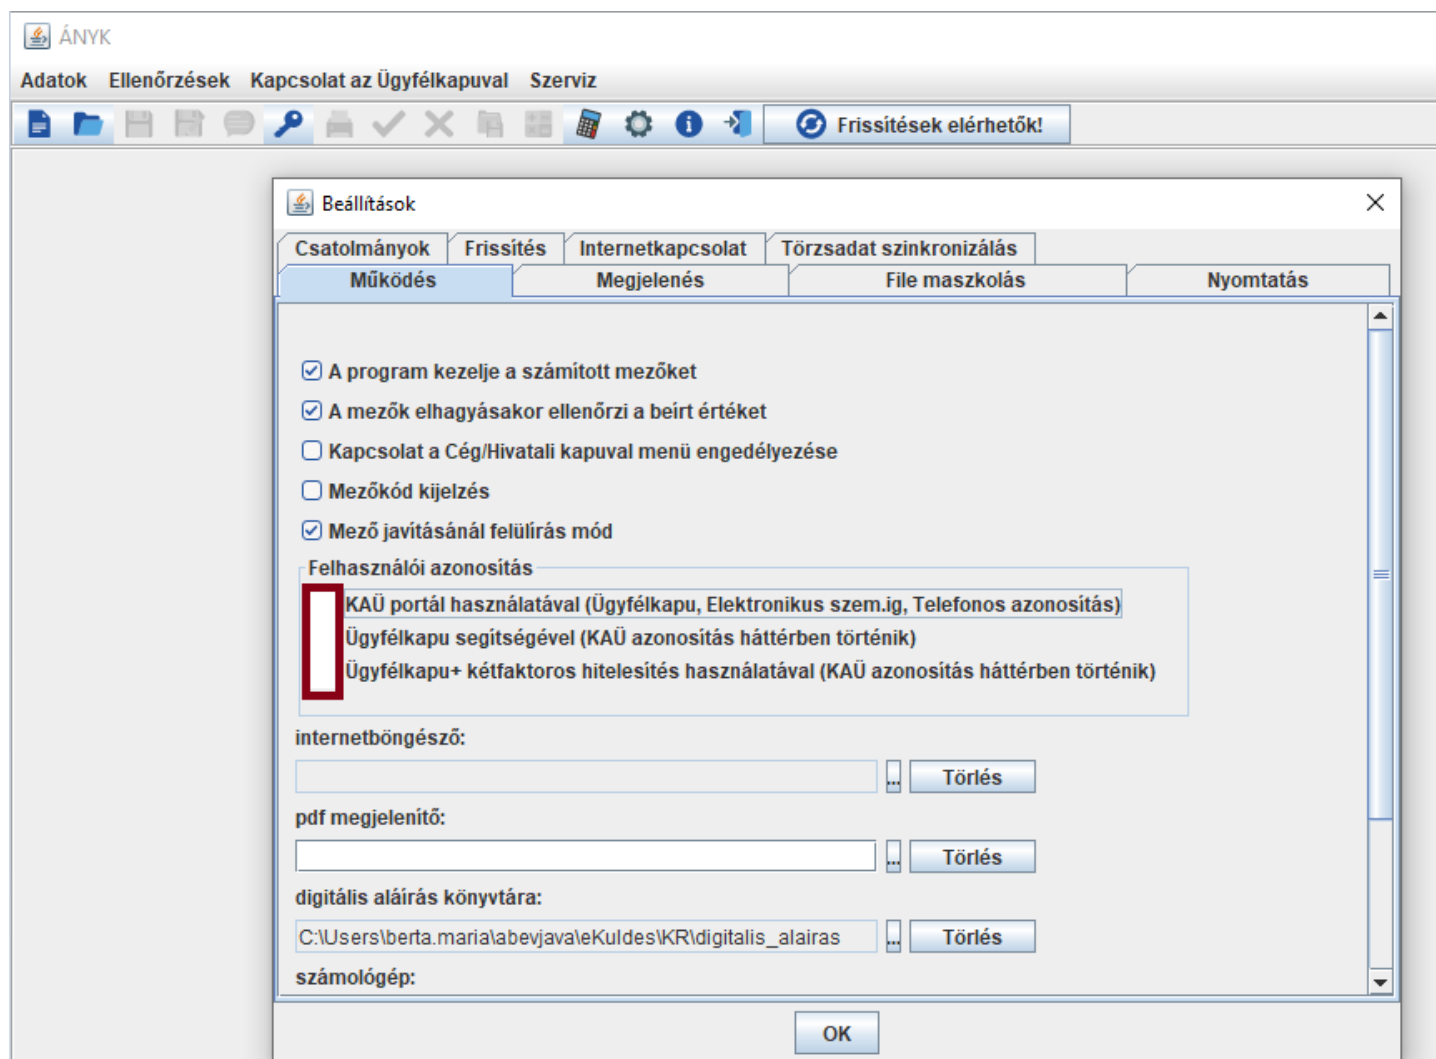 ÁNYK
Adatok Ellenőrzések Kapcsolat az Ügyfélkapuval Szerviz
Frissítések elérhetők!
Beállítások
Csatolmányok Frissítés Internetkapcsolat Törzsadat szinkronizálás
Működés Megjelenés File maszkolás Nyomtatás
A program kezelje a számított mezőket
A mezők elhagyásakor ellenőrzi a beírt értéket
Kapcsolat a Cég/Hivatali kapuval menü engedélyezése
Mezőkód kijelzés
Mező javításánál felülírás mód
Felhasználói azonosítás
KAÜ portál használatával (Ügyfélkapu, Elektronikus szem.ig, Telefonos azonosítás)
Ügyfélkapu segítségével (KAÜ azonosítás háttérben történik)
Ügyfélkapu+ kétfaktoros hitelesítés használatával (KAÜ azonosítás háttérben történik)
internetböngésző:
... Törlés
pdf megjelenítő:
... Törlés
digitális aláírás könyvtára:
C:\Users\berta.maria\abevjava\eKuldes\KR\digitalis_alairas ... Törlés
számológép:
OK